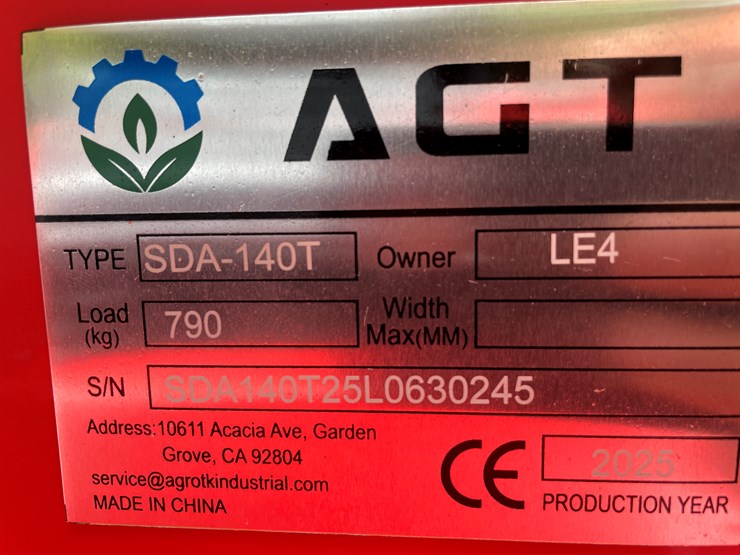 AGT
TYPE SDA-140T Owner LE4
Load (kg) 790 Width Max(MM)
S/N SDA140T25L0630245
Address:10611 Acacia Ave, Garden
Grove, CA 92804
service@agrotkindustrial.com
MADE IN CHINA
CE 2025
PRODUCTION YEAR